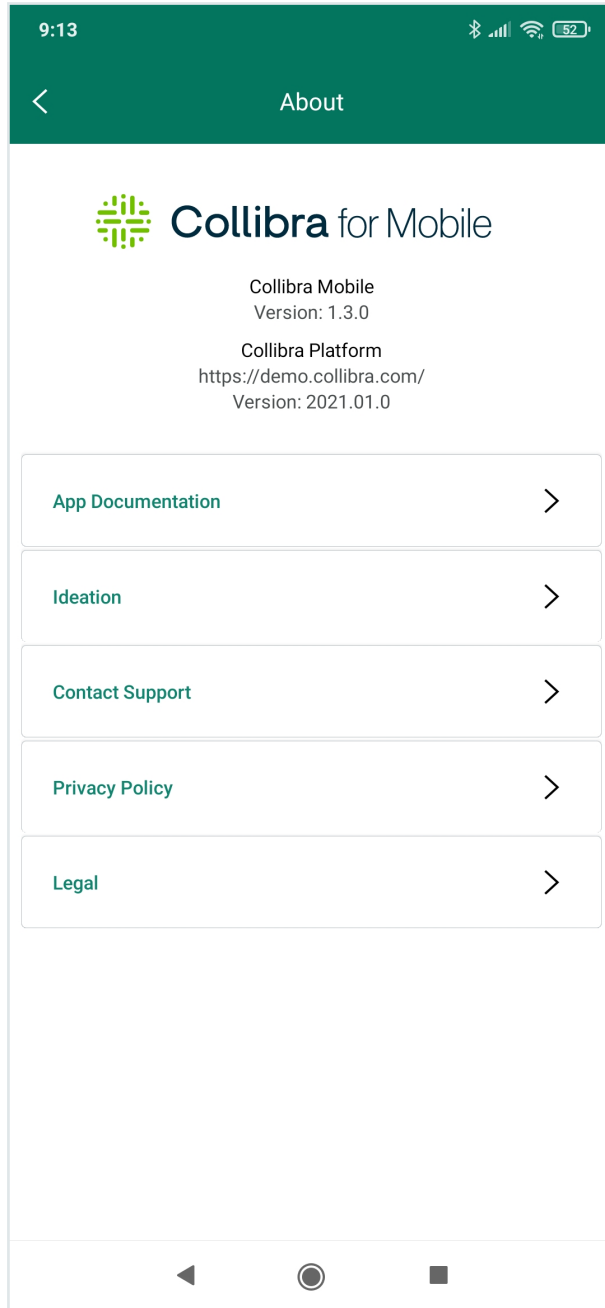 9:13
52
About
Collibra for Mobile
Collibra Mobile
Version: 1.3.0
Collibra Platform
https://demo.collibra.com/
Version: 2021.01.0
App Documentation
Ideation
Contact Support
Privacy Policy
Legal